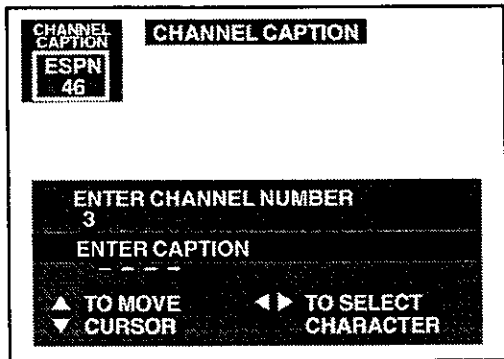 CHANNEL
CAPTION
ESPN
46
CHANNEL CAPTION
ENTER CHANNEL NUMBER
3
ENTER CAPTION
– – – –
▲ TO MOVE ◀ ▶ TO SELECT
▼ CURSOR CHARACTER